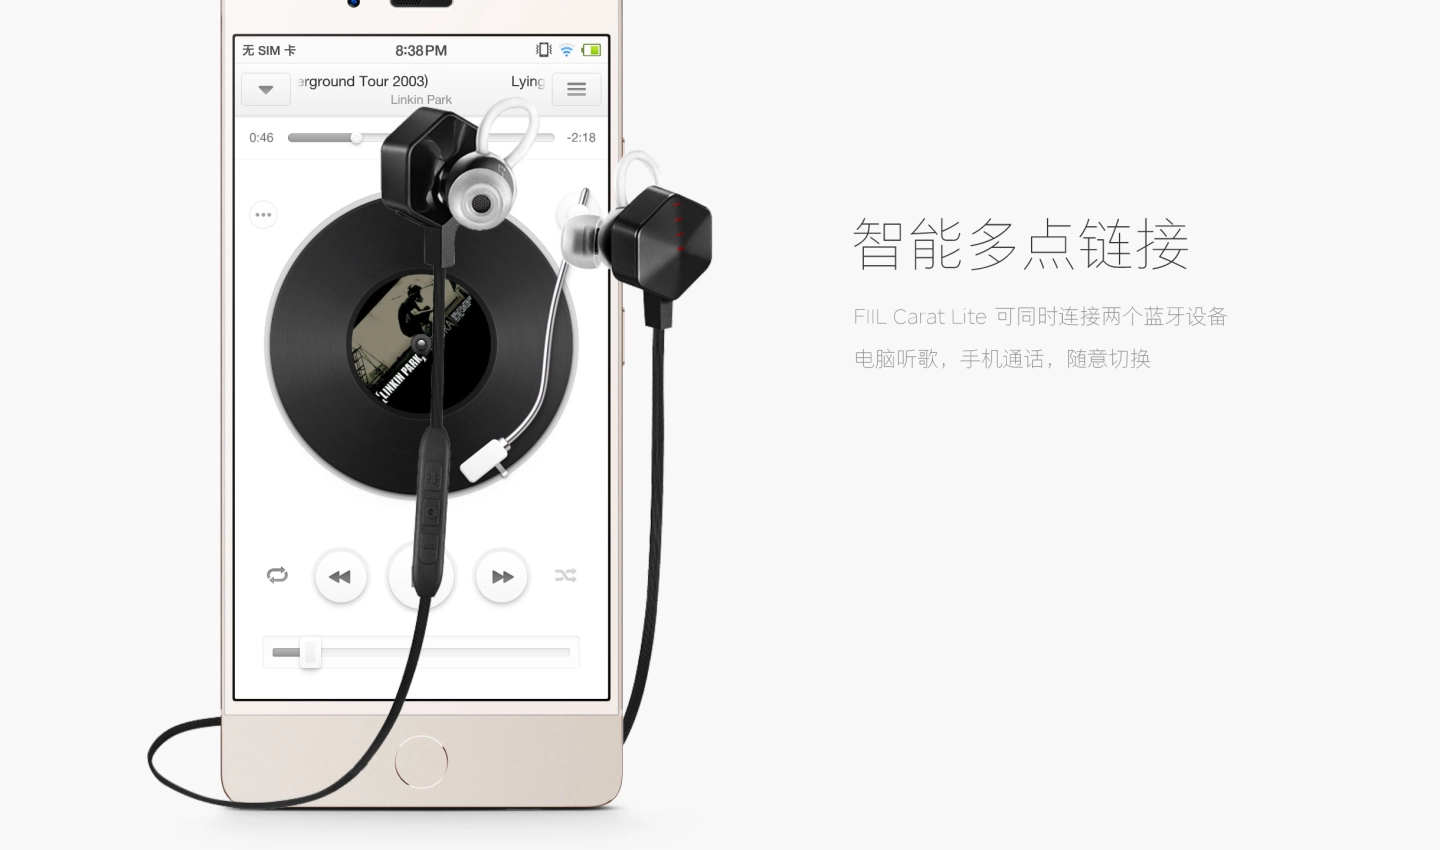 无 SIM 卡
8:38 PM
erground Tour 2003)
Lying
Linkin Park
0:46
-2:18
LINKIN PARK
智能多点链接
FIIL Carat Lite 可同时连接两个蓝牙设备
电脑听歌，手机通话，随意切换